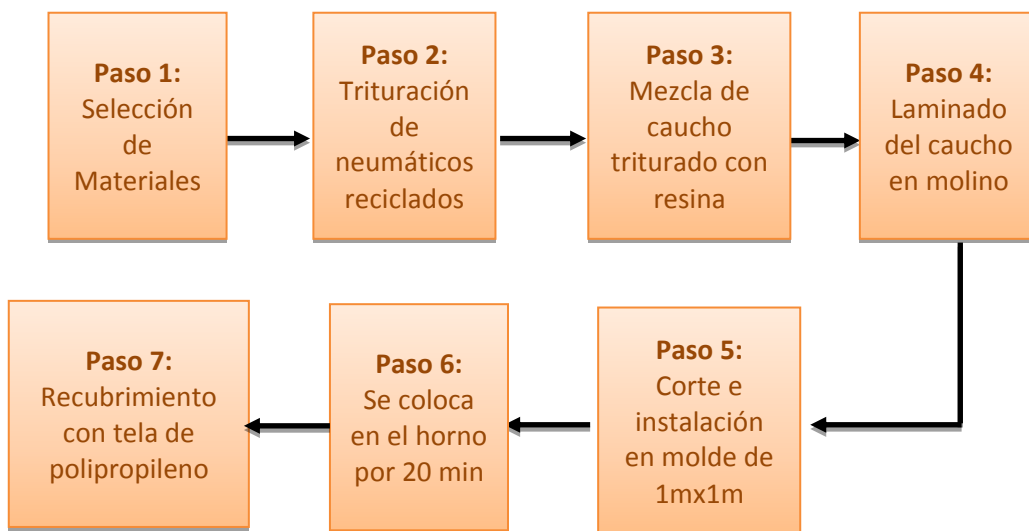 Paso 1:
Selección
de
Materiales
Paso 2:
Trituración
de
neumáticos
reciclados
Paso 3:
Mezcla de
caucho
triturado con
resina
Paso 4:
Laminado
del caucho
en molino
Paso 5:
Corte e
instalación
en molde de
1mx1m
Paso 6:
Se coloca
en el horno
por 20 min
Paso 7:
Recubrimiento
con tela de
polipropileno